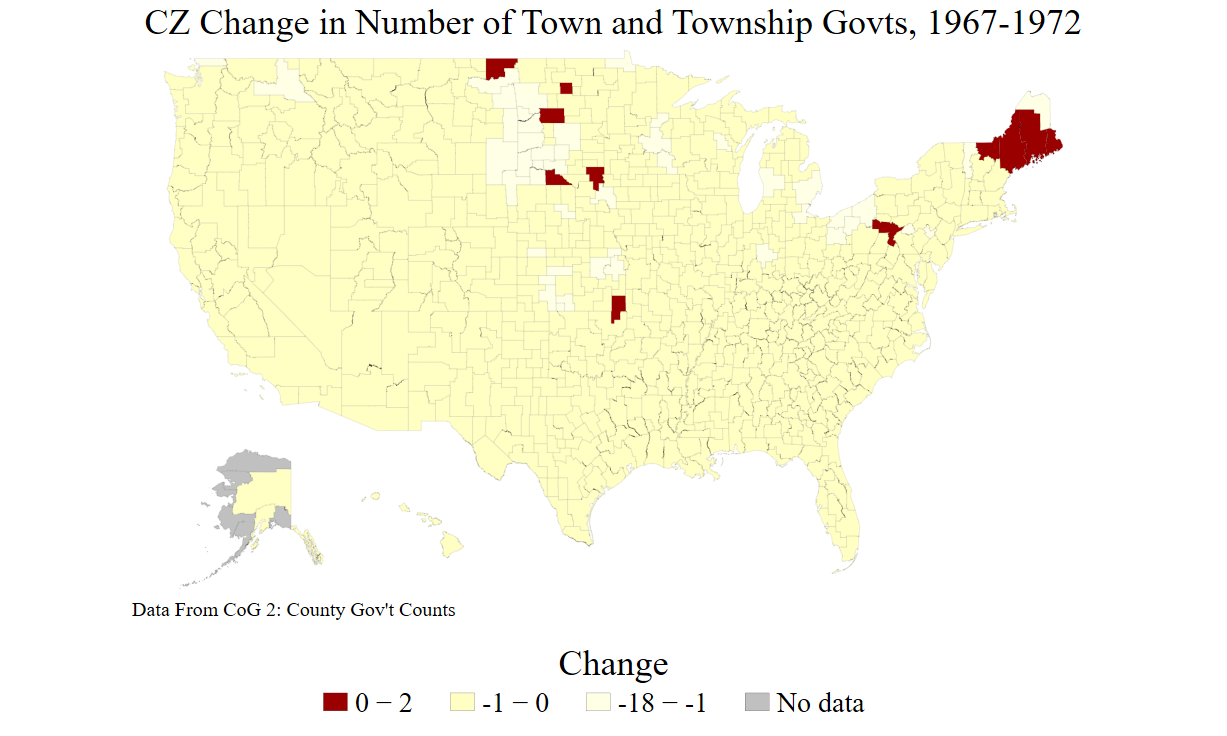 CZ Change in Number of Town and Township Govts, 1967-1972
Data From CoG 2: County Gov't Counts
Change
0 − 2 -1 − 0 -18 − -1 No data